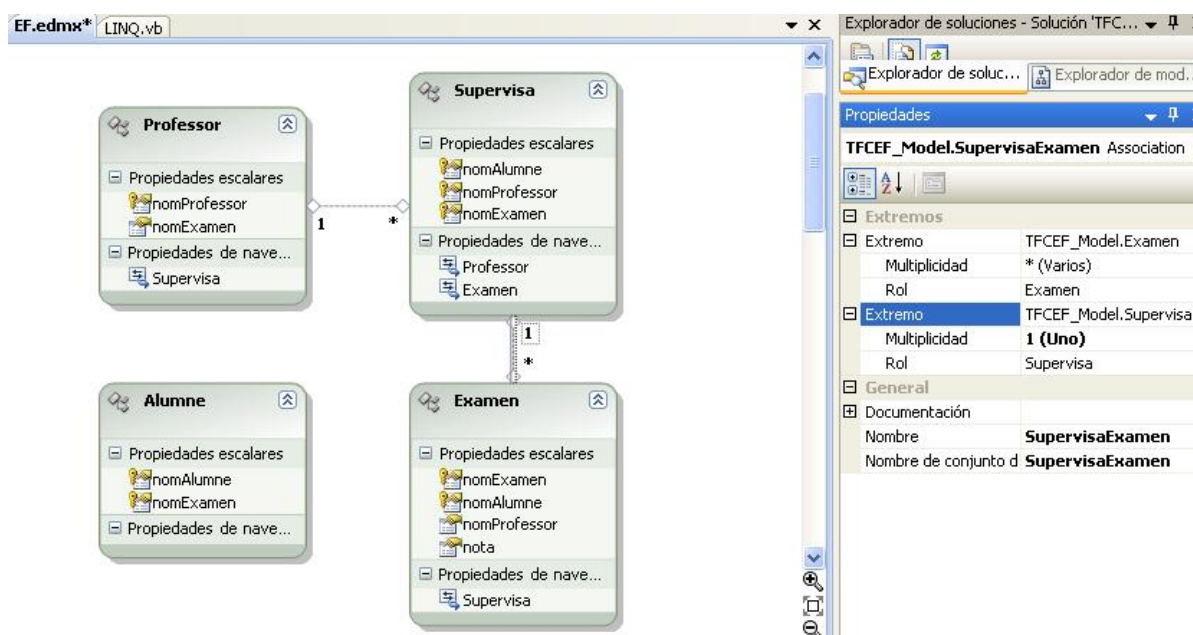 EF.edmx* LINQ.vb
Professor
Propiedades escalares
nomProfessor
nomExamen
Propiedades de nave...
Supervisa
1
*
Supervisa
Propiedades escalares
nomAlumne
nomProfessor
nomExamen
Propiedades de nave...
Professor
Examen
1
*
Alumne
Propiedades escalares
nomAlumne
nomExamen
Propiedades de nave...
Examen
Propiedades escalares
nomExamen
nomAlumne
nomProfessor
nota
Propiedades de nave...
Supervisa
Explorador de soluciones - Solución 'TFC...
Explorador de soluc... Explorador de mod...
Propiedades
TFCEF_Model.SupervisaExamen Association
Extremos
Extremo TFCEF_Model.Examen
Multiplicidad * (Varios)
Rol Examen
Extremo TFCEF_Model.Supervisa
Multiplicidad 1 (Uno)
Rol Supervisa
General
Documentación
Nombre SupervisaExamen
Nombre de conjunto d SupervisaExamen